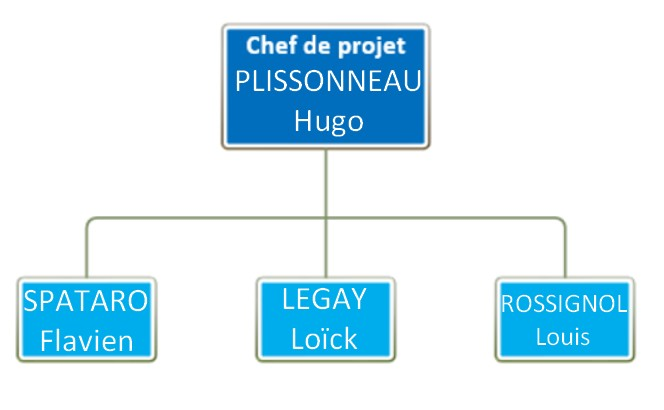 Chef de projet
PLISSONNEAU
Hugo
SPATARO
Flavien
LEGAY
Loïck
ROSSIGNOL
Louis